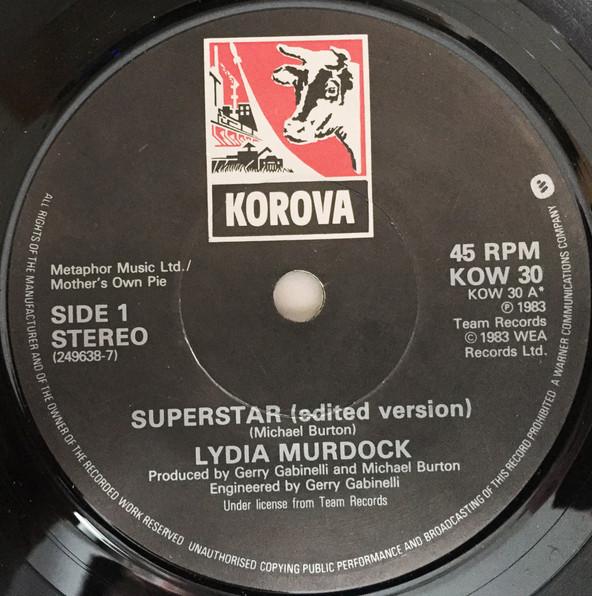 KOROVA
Metaphor Music Ltd./
Mother's Own Pie
SIDE 1
STEREO
(249638-7)
45 RPM
KOW 30
KOW 30 A*
℗ 1983
Team Records
© 1983 WEA
Records Ltd.
SUPERSTAR (edited version)
(Michael Burton)
LYDIA MURDOCK
Produced by Gerry Gabinelli and Michael Burton
Engineered by Gerry Gabinelli
Under license from Team Records
ALL RIGHTS OF THE MANUFACTURER AND OF THE OWNER OF THE RECORDED WORK RESERVED UNAUTHORISED COPYING PUBLIC PERFORMANCE AND BROADCASTING OF THIS RECORD PROHIBITED A WARNER COMMUNICATIONS COMPANY